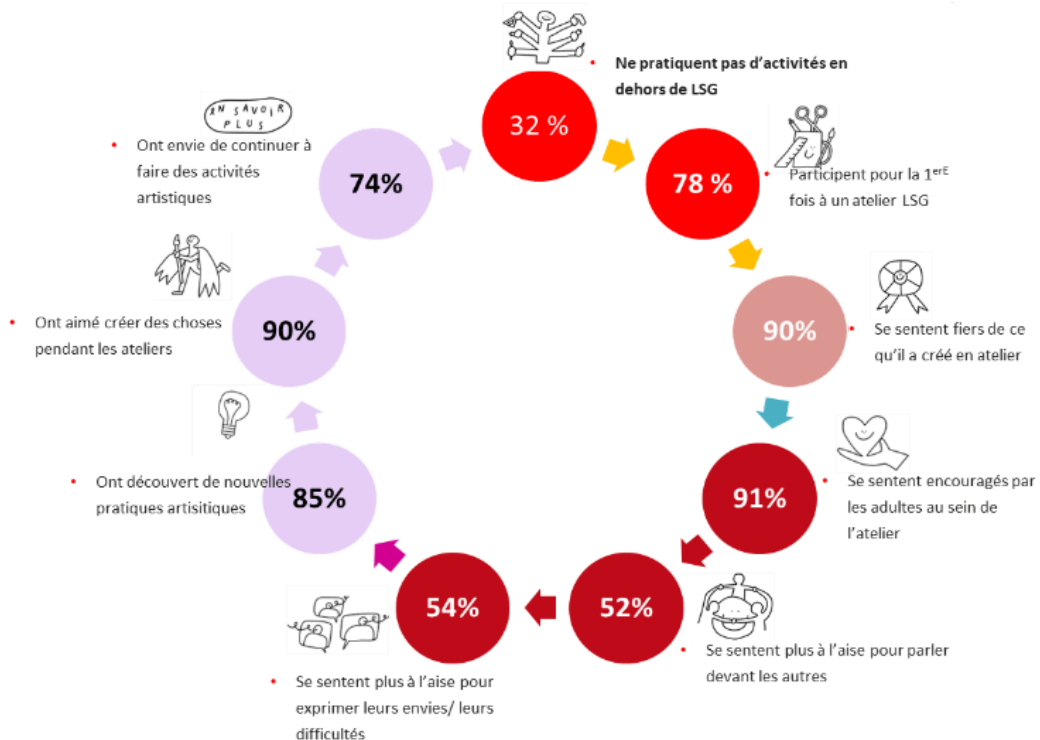 32 %
• Ne pratiquent pas d'activités en
dehors de LSG
78 %
• Participent pour la 1erE
fois à un atelier LSG
90%
• Se sentent fiers de ce
qu'il a créé en atelier
91%
• Se sentent encouragés par
les adultes au sein de
l'atelier
52%
• Se sentent plus à l'aise pour parler
devant les autres
54%
• Se sentent plus à l'aise pour
exprimer leurs envies/ leurs
difficultés
85%
• Ont découvert de nouvelles
pratiques artisitiques
90%
• Ont aimé créer des choses
pendant les ateliers
74%
EN SAVOIR
PLUS
• Ont envie de continuer à
faire des activités
artistiques